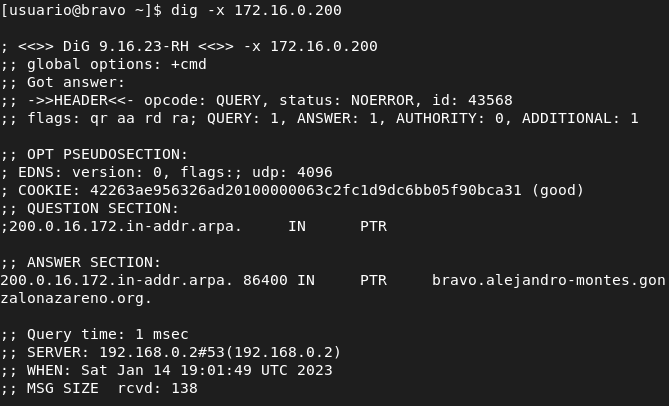 [usuario@bravo ~]$ dig -x 172.16.0.200
; <<>> DiG 9.16.23-RH <<>> -x 172.16.0.200
;; global options: +cmd
;; Got answer:
;; ->>HEADER<<- opcode: QUERY, status: NOERROR, id: 43568
;; flags: qr aa rd ra; QUERY: 1, ANSWER: 1, AUTHORITY: 0, ADDITIONAL: 1
;; OPT PSEUDOSECTION:
; EDNS: version: 0, flags:; udp: 4096
; COOKIE: 42263ae956326ad20100000063c2fc1d9dc6bb05f90bca31 (good)
;; QUESTION SECTION:
;200.0.16.172.in-addr.arpa.     IN      PTR
;; ANSWER SECTION:
200.0.16.172.in-addr.arpa. 86400 IN     PTR     bravo.alejandro-montes.gon
zalonazareno.org.
;; Query time: 1 msec
;; SERVER: 192.168.0.2#53(192.168.0.2)
;; WHEN: Sat Jan 14 19:01:49 UTC 2023
;; MSG SIZE  rcvd: 138